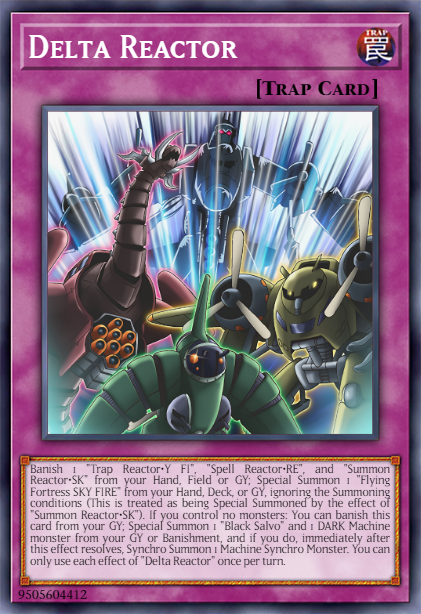 Delta Reactor
TRAP
罠
[Trap Card]
Banish 1 "Trap Reactor・Y FI", "Spell Reactor・RE", and "Summon
Reactor・SK" from your Hand, Field or GY; Special Summon 1 "Flying
Fortress SKY FIRE" from your Hand, Deck, or GY, ignoring the Summoning
conditions (This is treated as being Special Summoned by the effect of
"Summon Reactor・SK"). If you control no monsters: You can banish this
card from your GY; Special Summon 1 "Black Salvo" and 1 DARK Machine
monster from your GY or Banishment, and if you do, immediately after
this effect resolves, Synchro Summon 1 Machine Synchro Monster. You can
only use each effect of "Delta Reactor" once per turn.
9505604412